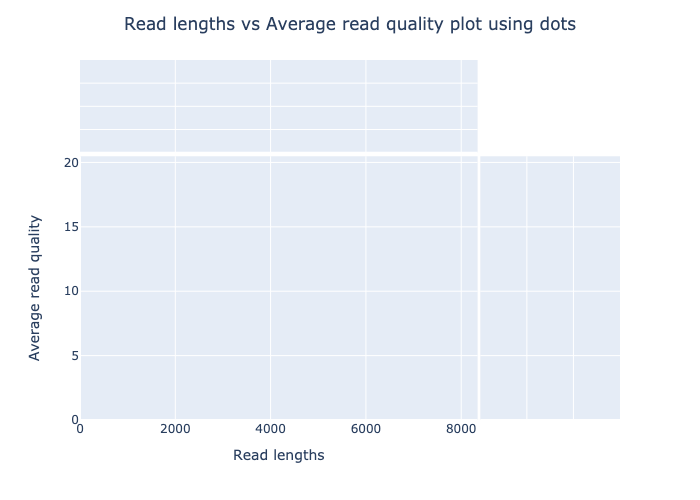 Read lengths vs Average read quality plot using dots
20
15
10
5
0
Average read quality
0 2000 4000 6000 8000
Read lengths